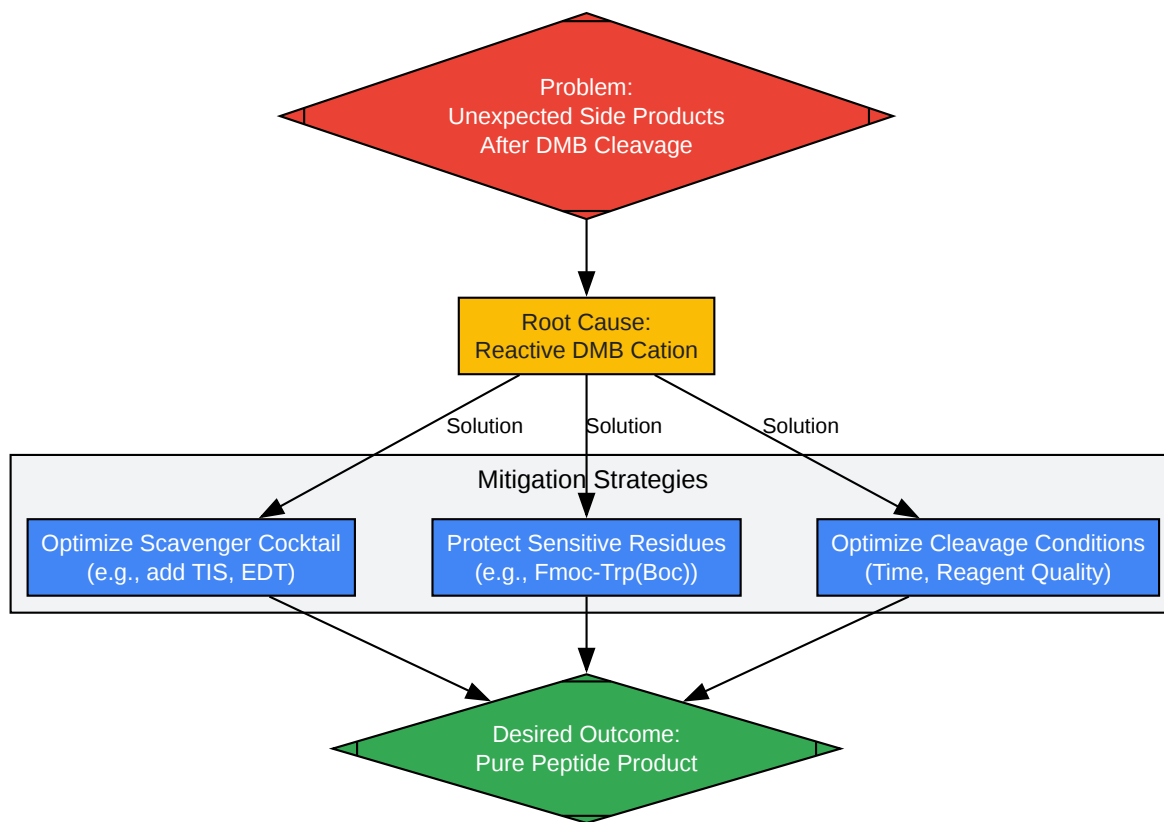 Problem:
Unexpected Side Products
After DMB Cleavage
Root Cause:
Reactive DMB Cation
Solution
Solution
Solution
Mitigation Strategies
Optimize Scavenger Cocktail
(e.g., add TIS, EDT)
Protect Sensitive Residues
(e.g., Fmoc-Trp(Boc))
Optimize Cleavage Conditions
(Time, Reagent Quality)
Desired Outcome:
Pure Peptide Product